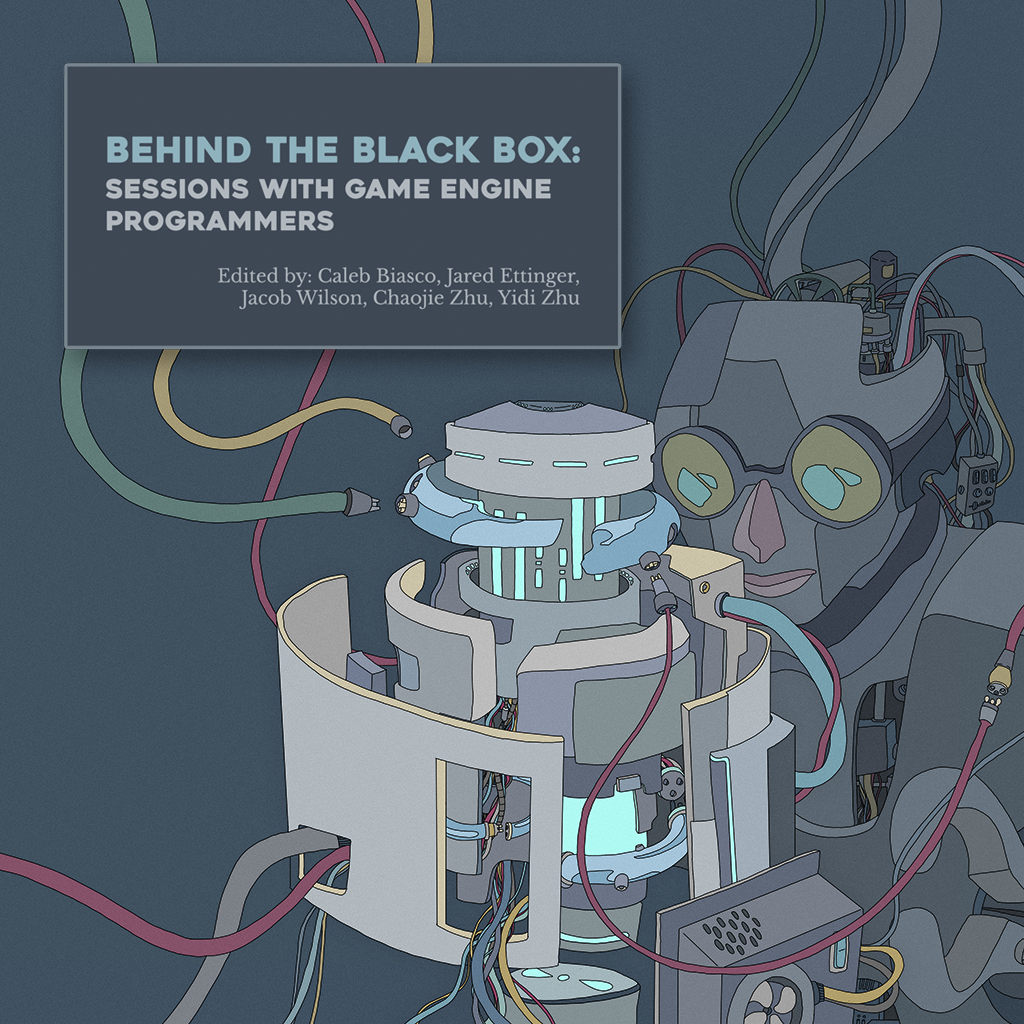 BEHIND THE BLACK BOX:
SESSIONS WITH GAME ENGINE
PROGRAMMERS
Edited by: Caleb Biasco, Jared Ettinger,
Jacob Wilson, Chaojie Zhu, Yidi Zhu